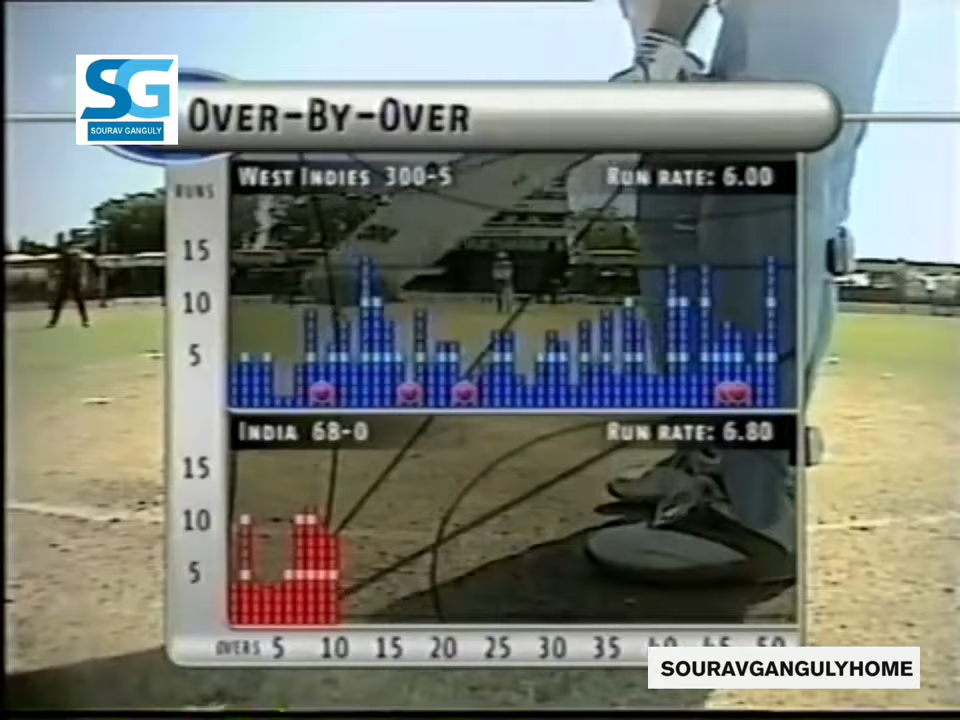 SG
SOURAV GANGULY
OVER-BY-OVER
WEST INDIES 300-5 RUN RATE: 6.00
RUNS
15
10
5
INDIA 68-0 RUN RATE: 6.80
15
10
5
OVERS 5 10 15 20 25 30 35 40 45 50
SOURAVGANGULYHOME